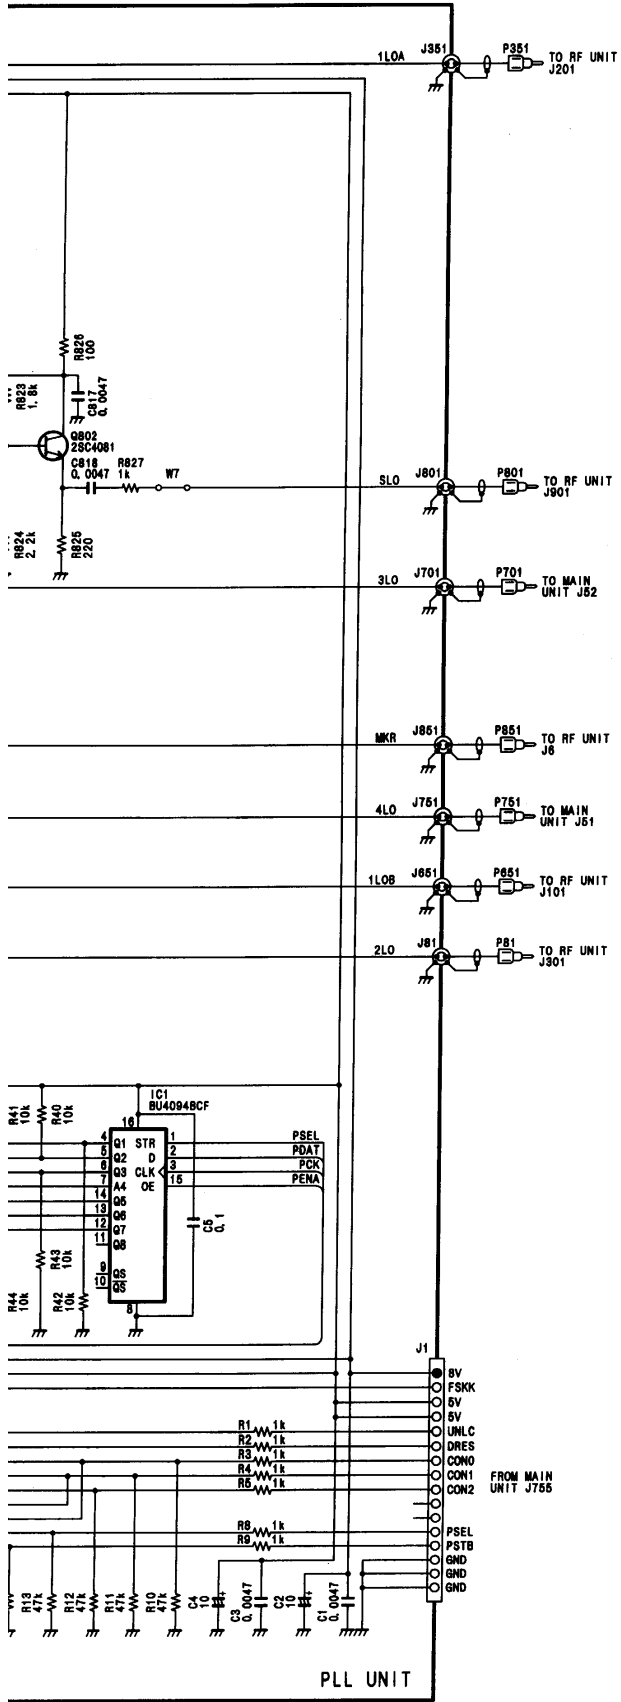 1LOA
J351
P351
TO RF UNIT
J201
R826
100
R823
1.8k
C817
0.0047
Q802
2SC4081
C818
0.0047
R827
1k
W7
SLO
J801
P801
TO RF UNIT
J901
R824
2.2k
R825
220
3LO
J701
P701
TO MAIN
UNIT J52
MKR
J851
P851
TO RF UNIT
J6
4LO
J751
P751
TO MAIN
UNIT J51
1LOB
J651
P651
TO RF UNIT
J101
2LO
J81
P81
TO RF UNIT
J301
R41
10k
R40
10k
IC1
BU4094BCF
16
4 Q1 STR 1 PSEL
5 Q2 D 2 PDAT
6 Q3 CLK 3 PCK
7 A4 OE 15 PENA
14 Q5
13 Q6
12 Q7
11 Q8
9 QS
10 QS
8
C5
0.1
R44
10k
R43
10k
R42
10k
J1
8V
FSKK
5V
5V
R1 1k UNLC
R2 1k DRES
R3 1k CON0
R4 1k CON1
R5 1k CON2
FROM MAIN
UNIT J755
R8 1k PSEL
R9 1k PSTB
GND
GND
GND
R13
47k
R12
47k
R11
47k
R10
47k
C4
10
C3
0.0047
C2
10
C1
0.0047
PLL UNIT